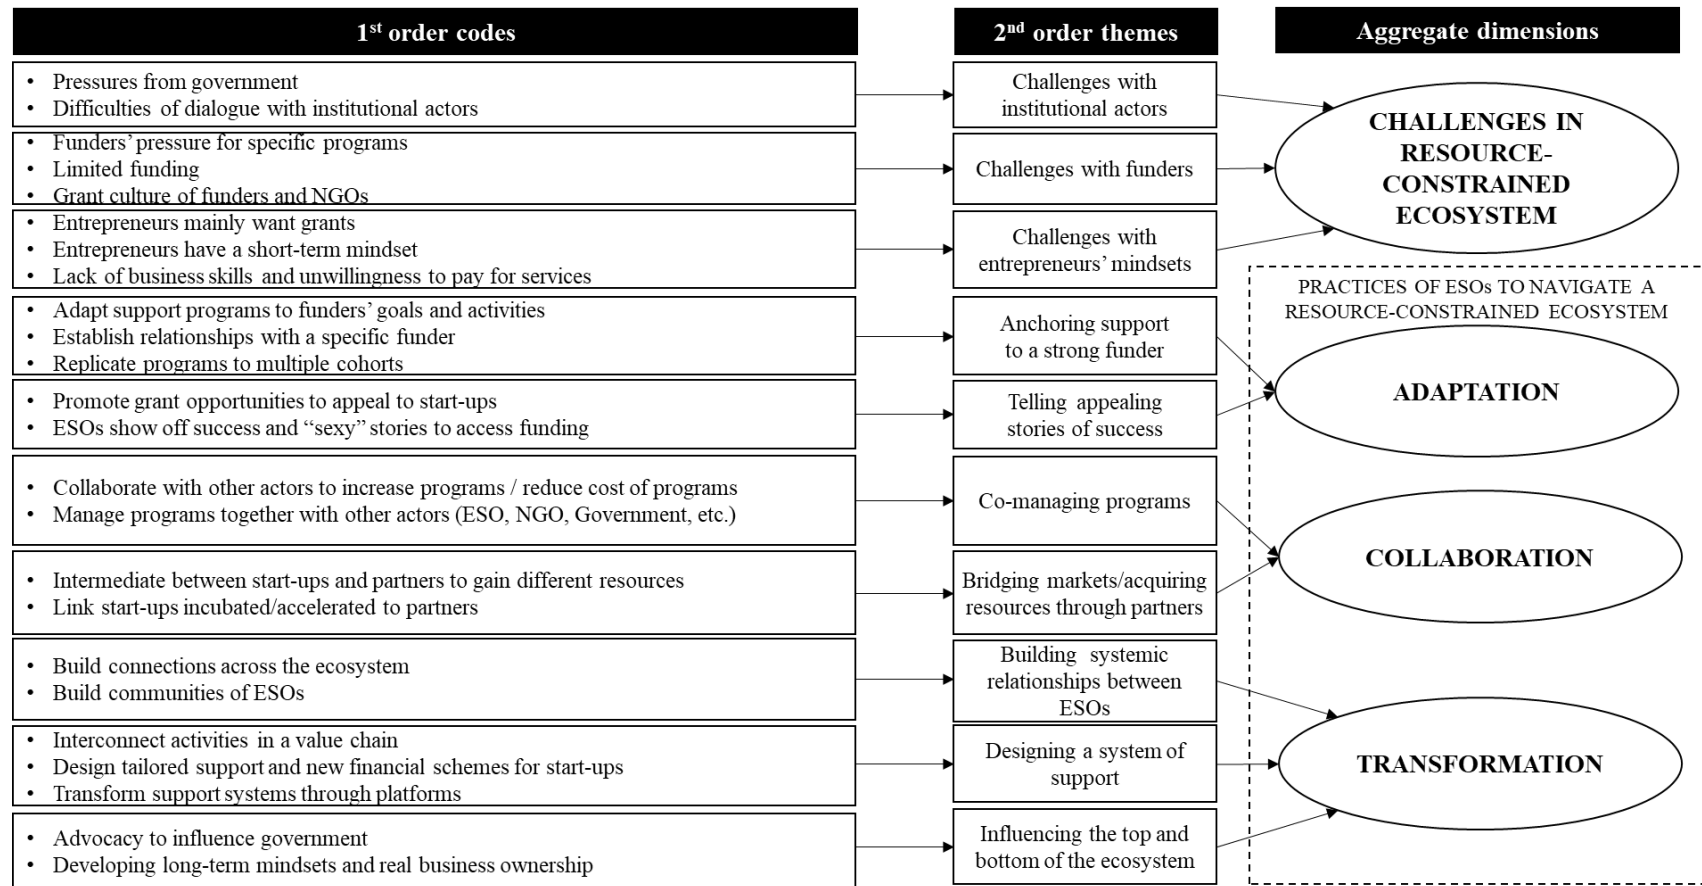 1st order codes
2nd order themes
Aggregate dimensions
• Pressures from government
• Difficulties of dialogue with institutional actors
Challenges with
institutional actors
• Funders’ pressure for specific programs
• Limited funding
• Grant culture of funders and NGOs
Challenges with funders
• Entrepreneurs mainly want grants
• Entrepreneurs have a short-term mindset
• Lack of business skills and unwillingness to pay for services
Challenges with
entrepreneurs’ mindsets
CHALLENGES IN
RESOURCE-
CONSTRAINED
ECOSYSTEM
PRACTICES OF ESOs TO NAVIGATE A
RESOURCE-CONSTRAINED ECOSYSTEM
• Adapt support programs to funders’ goals and activities
• Establish relationships with a specific funder
• Replicate programs to multiple cohorts
Anchoring support
to a strong funder
• Promote grant opportunities to appeal to start-ups
• ESOs show off success and “sexy” stories to access funding
Telling appealing
stories of success
ADAPTATION
• Collaborate with other actors to increase programs / reduce cost of programs
• Manage programs together with other actors (ESO, NGO, Government, etc.)
Co-managing programs
• Intermediate between start-ups and partners to gain different resources
• Link start-ups incubated/accelerated to partners
Bridging markets/acquiring
resources through partners
COLLABORATION
• Build connections across the ecosystem
• Build communities of ESOs
Building systemic
relationships between
ESOs
• Interconnect activities in a value chain
• Design tailored support and new financial schemes for start-ups
• Transform support systems through platforms
Designing a system of
support
• Advocacy to influence government
• Developing long-term mindsets and real business ownership
Influencing the top and
bottom of the ecosystem
TRANSFORMATION